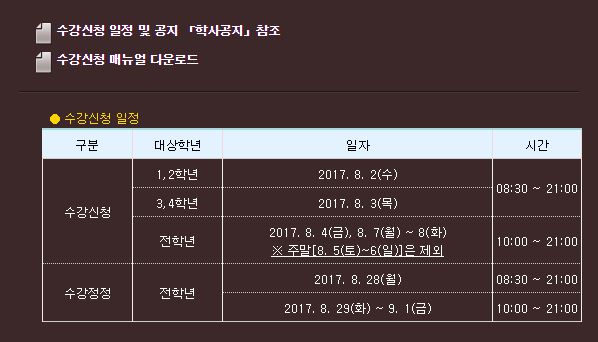 수강신청 일정 및 공지 「학사공지」 참조
수강신청 매뉴얼 다운로드
수강신청 일정
구분 대상학년 일자 시간
수강신청 1,2학년 2017. 8. 2(수) 08:30 ~ 21:00
3,4학년 2017. 8. 3(목)
전학년 2017. 8. 4(금), 8. 7(월) ~ 8(화) 10:00 ~ 21:00
※ 주말[8. 5(토)~6(일)]은 제외
수강정정 전학년 2017. 8. 28(월) 08:30 ~ 21:00
2017. 8. 29(화) ~ 9. 1(금) 10:00 ~ 21:00